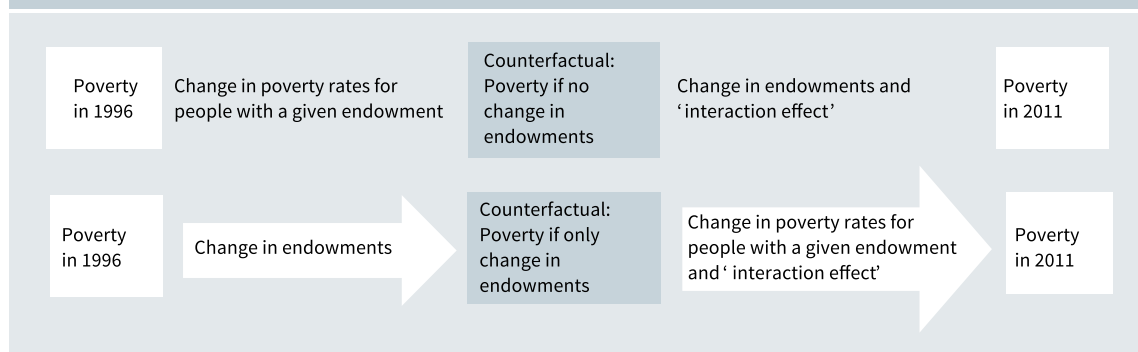 Poverty
in 1996
Change in poverty rates for
people with a given endowment
Counterfactual:
Poverty if no
change in
endowments
Change in endowments and
‘interaction effect’
Poverty
in 2011
Poverty
in 1996
Change in endowments
Counterfactual:
Poverty if only
change in
endowments
Change in poverty rates for
people with a given endowment
and ‘ interaction effect’
Poverty
in 2011